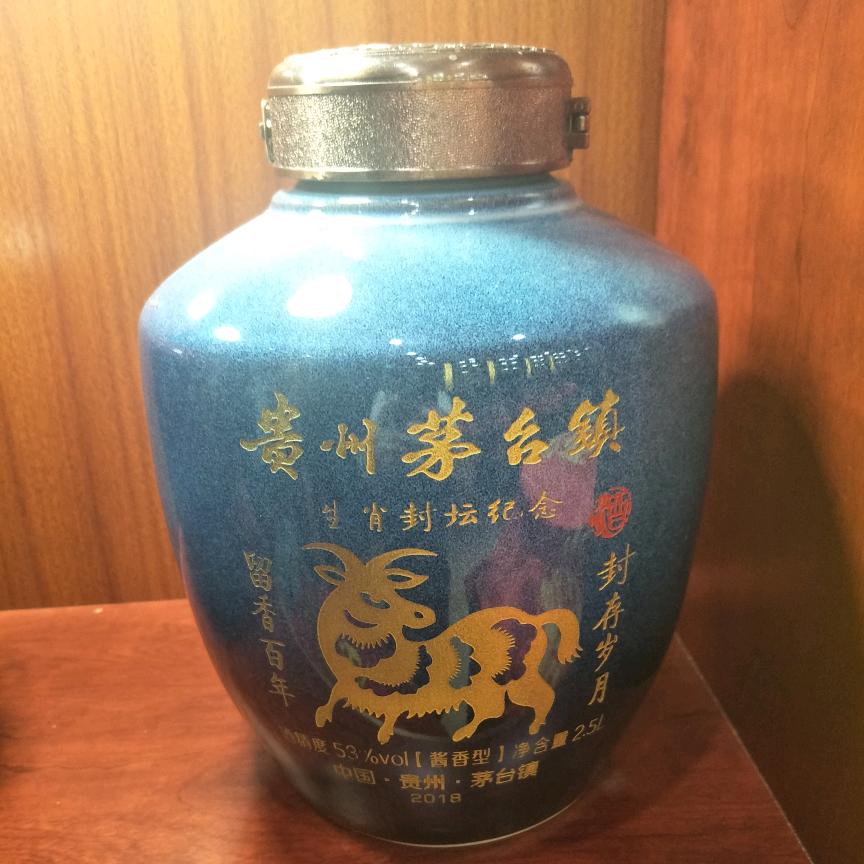 贵州茅台镇
生肖封坛纪念
酒
封存岁月
留香百年
酒精度 53%vol【酱香型】净含量 2.5L
中国·贵州·茅台镇
2018